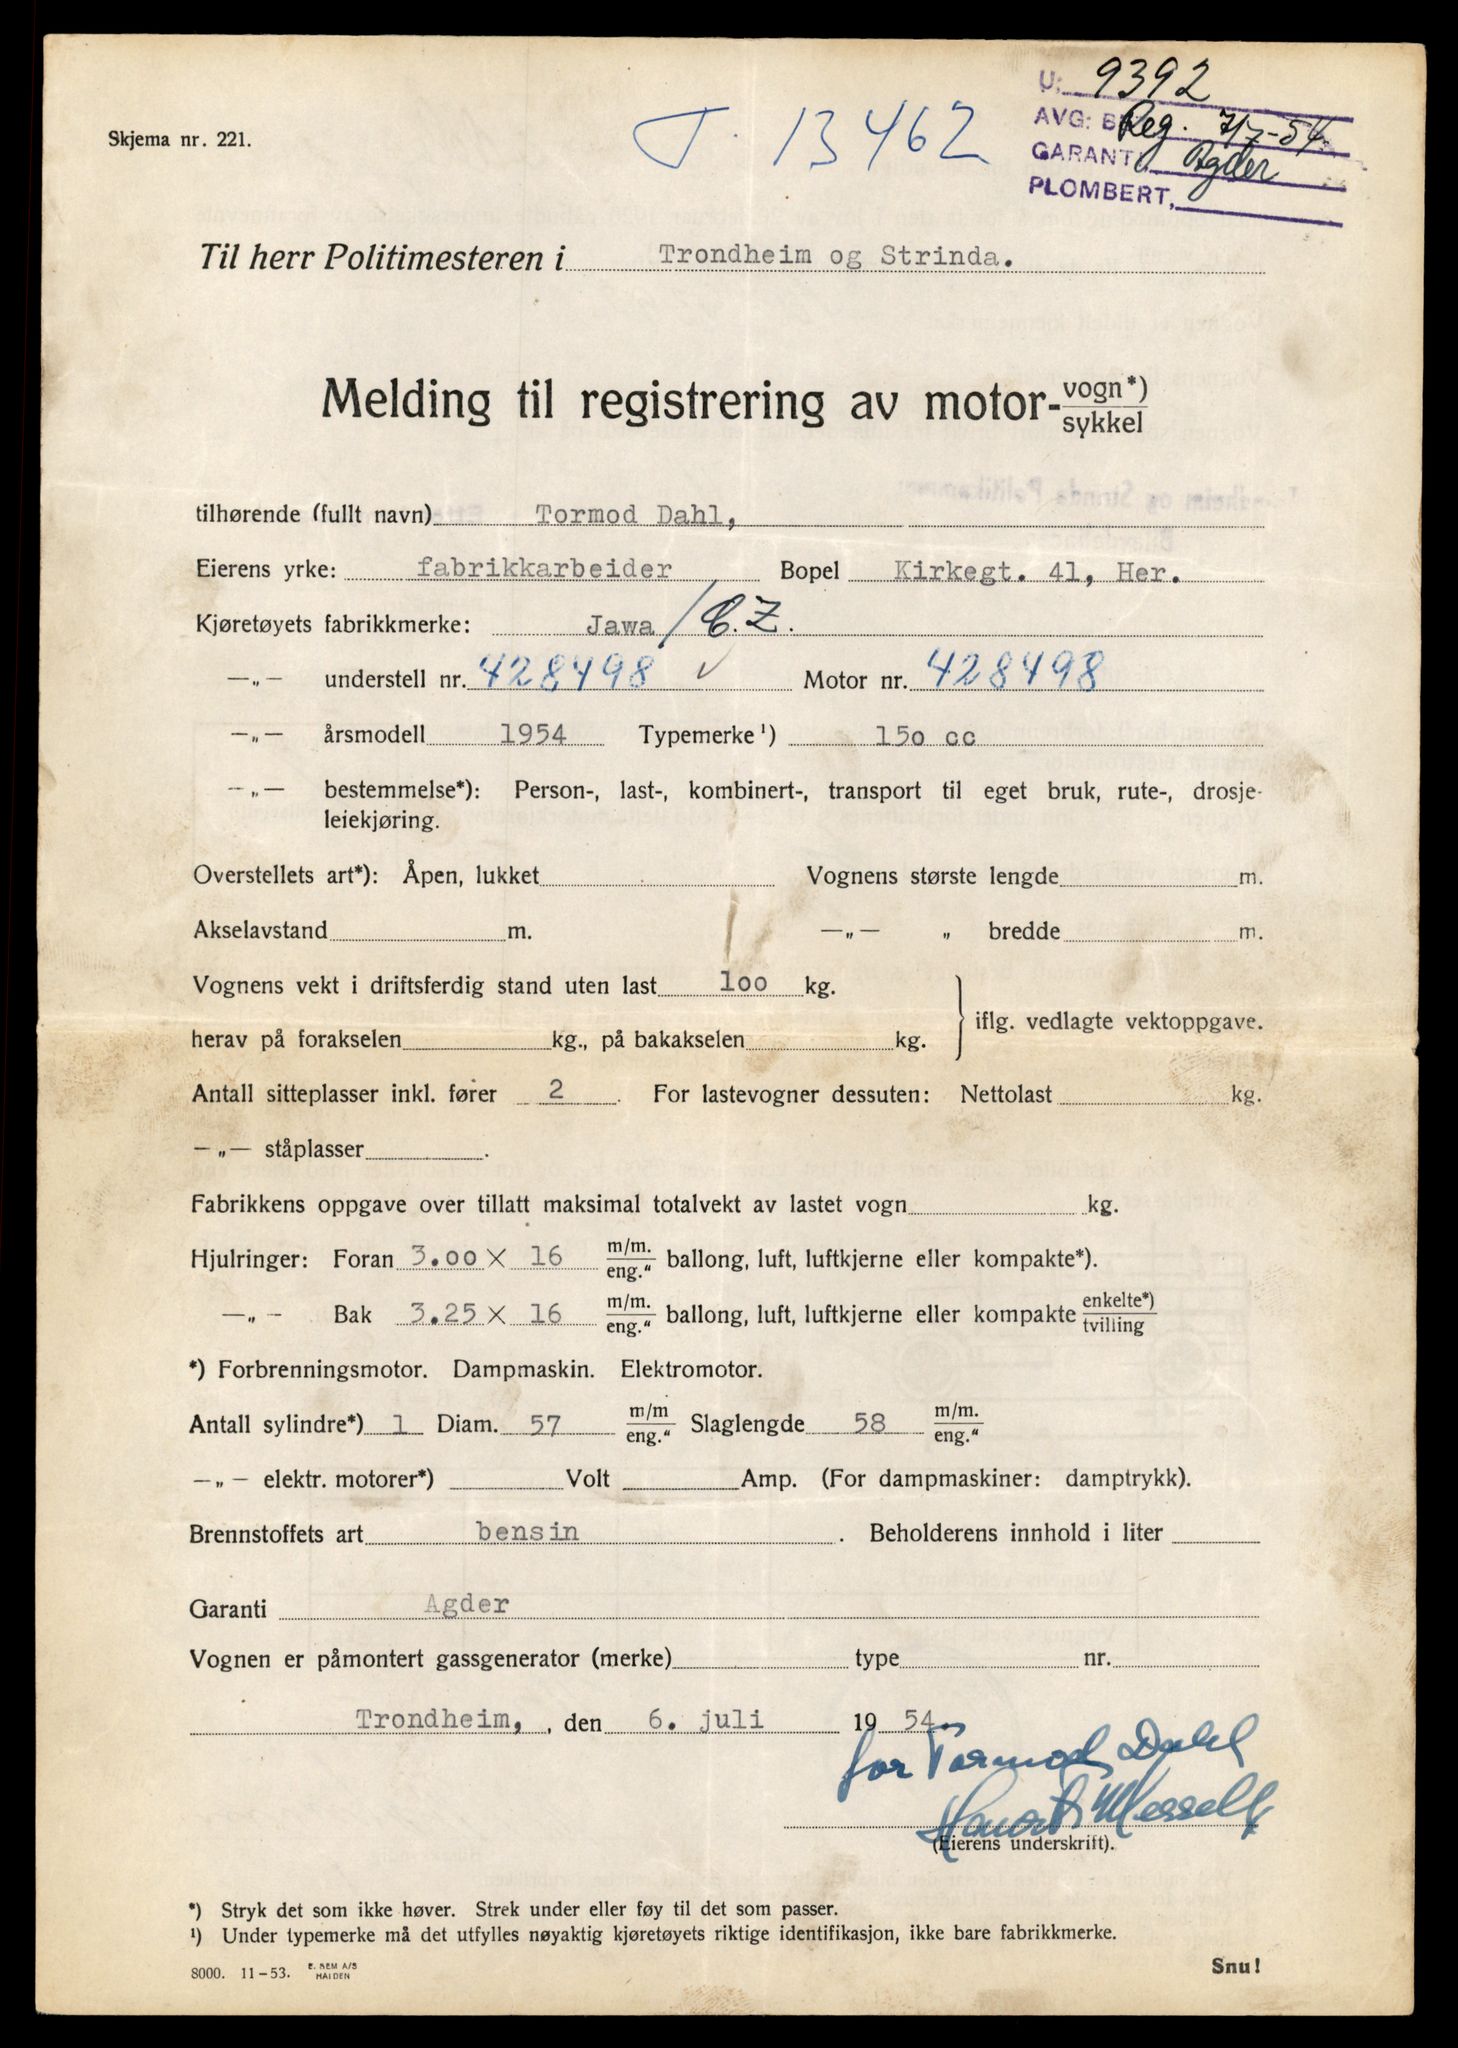 Skjema nr. 221.
T. 13462
U; 9392
AVG: B Reg. 7/7-54
GARANTI Agder
PLOMBERT,
Til herr Politimesteren i Trondheim og Strinda.
Melding til registrering av motor- vogn*) / sykkel
tilhørende (fullt navn) Tormod Dahl,
Eierens yrke: fabrikkarbeider Bopel Kirkegt. 41, Her.
Kjøretøyets fabrikkmerke: Jawa / C.Z.
—„— understell nr. 428498 ✓ Motor nr. 428498
—„— årsmodell 1954 Typemerke¹) 150 cc
—„— bestemmelse*): Person-, last-, kombinert-, transport til eget bruk, rute-, drosje-
leiekjøring.
Overstellets art*): Åpen, lukket Vognens største lengde m.
Akselavstand m. —„— „ bredde m.
Vognens vekt i driftsferdig stand uten last 100 kg.
herav på forakselen kg., på bakakselen kg. } iflg. vedlagte vektoppgave.
Antall sitteplasser inkl. fører 2. For lastevogner dessuten: Nettolast kg.
—„— ståplasser .
Fabrikkens oppgave over tillatt maksimal totalvekt av lastet vogn kg.
Hjulringer: Foran 3.00 X 16 m/m. / eng." ballong, luft, luftkjerne eller kompakte*).
—„— Bak 3.25 X 16 m/m. / eng." ballong, luft, luftkjerne eller kompakte enkelte*) / tvilling
*) Forbrenningsmotor. Dampmaskin. Elektromotor.
Antall sylindre*) 1 Diam. 57 m/m / eng." Slaglengde 58 m/m. / eng."
—„— elektr. motorer*) Volt Amp. (For dampmaskiner: damptrykk).
Brennstoffets art bensin . Beholderens innhold i liter
Garanti Agder
Vognen er påmontert gassgenerator (merke) type nr.
Trondheim, , den 6. juli 19 54
for Tormod Dahl
(Eierens underskrift).
*) Stryk det som ikke høver. Strek under eller føy til det som passer.
¹) Under typemerke må det utfylles nøyaktig kjøretøyets riktige identifikasjon, ikke bare fabrikkmerke.
8000. 11-53. E. SEM A/S HALDEN
Snu!